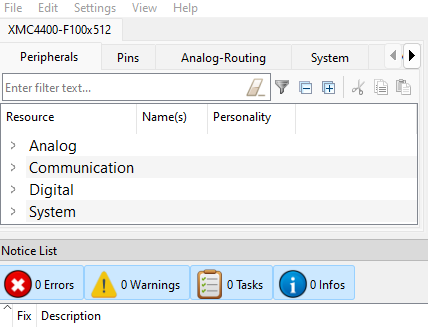 File Edit Settings View Help
XMC4400-F100x512
Peripherals Pins Analog-Routing System
Enter filter text...
Resource Name(s) Personality
Analog
Communication
Digital
System
Notice List
0 Errors 0 Warnings 0 Tasks 0 Infos
Fix Description